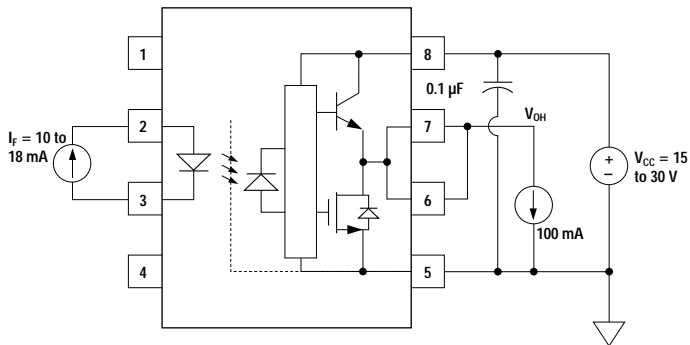 1
8
0.1 µF
I_F = 10 to
18 mA
2
7
V_OH
V_CC = 15
to 30 V
+
−
3
6
100 mA
4
5